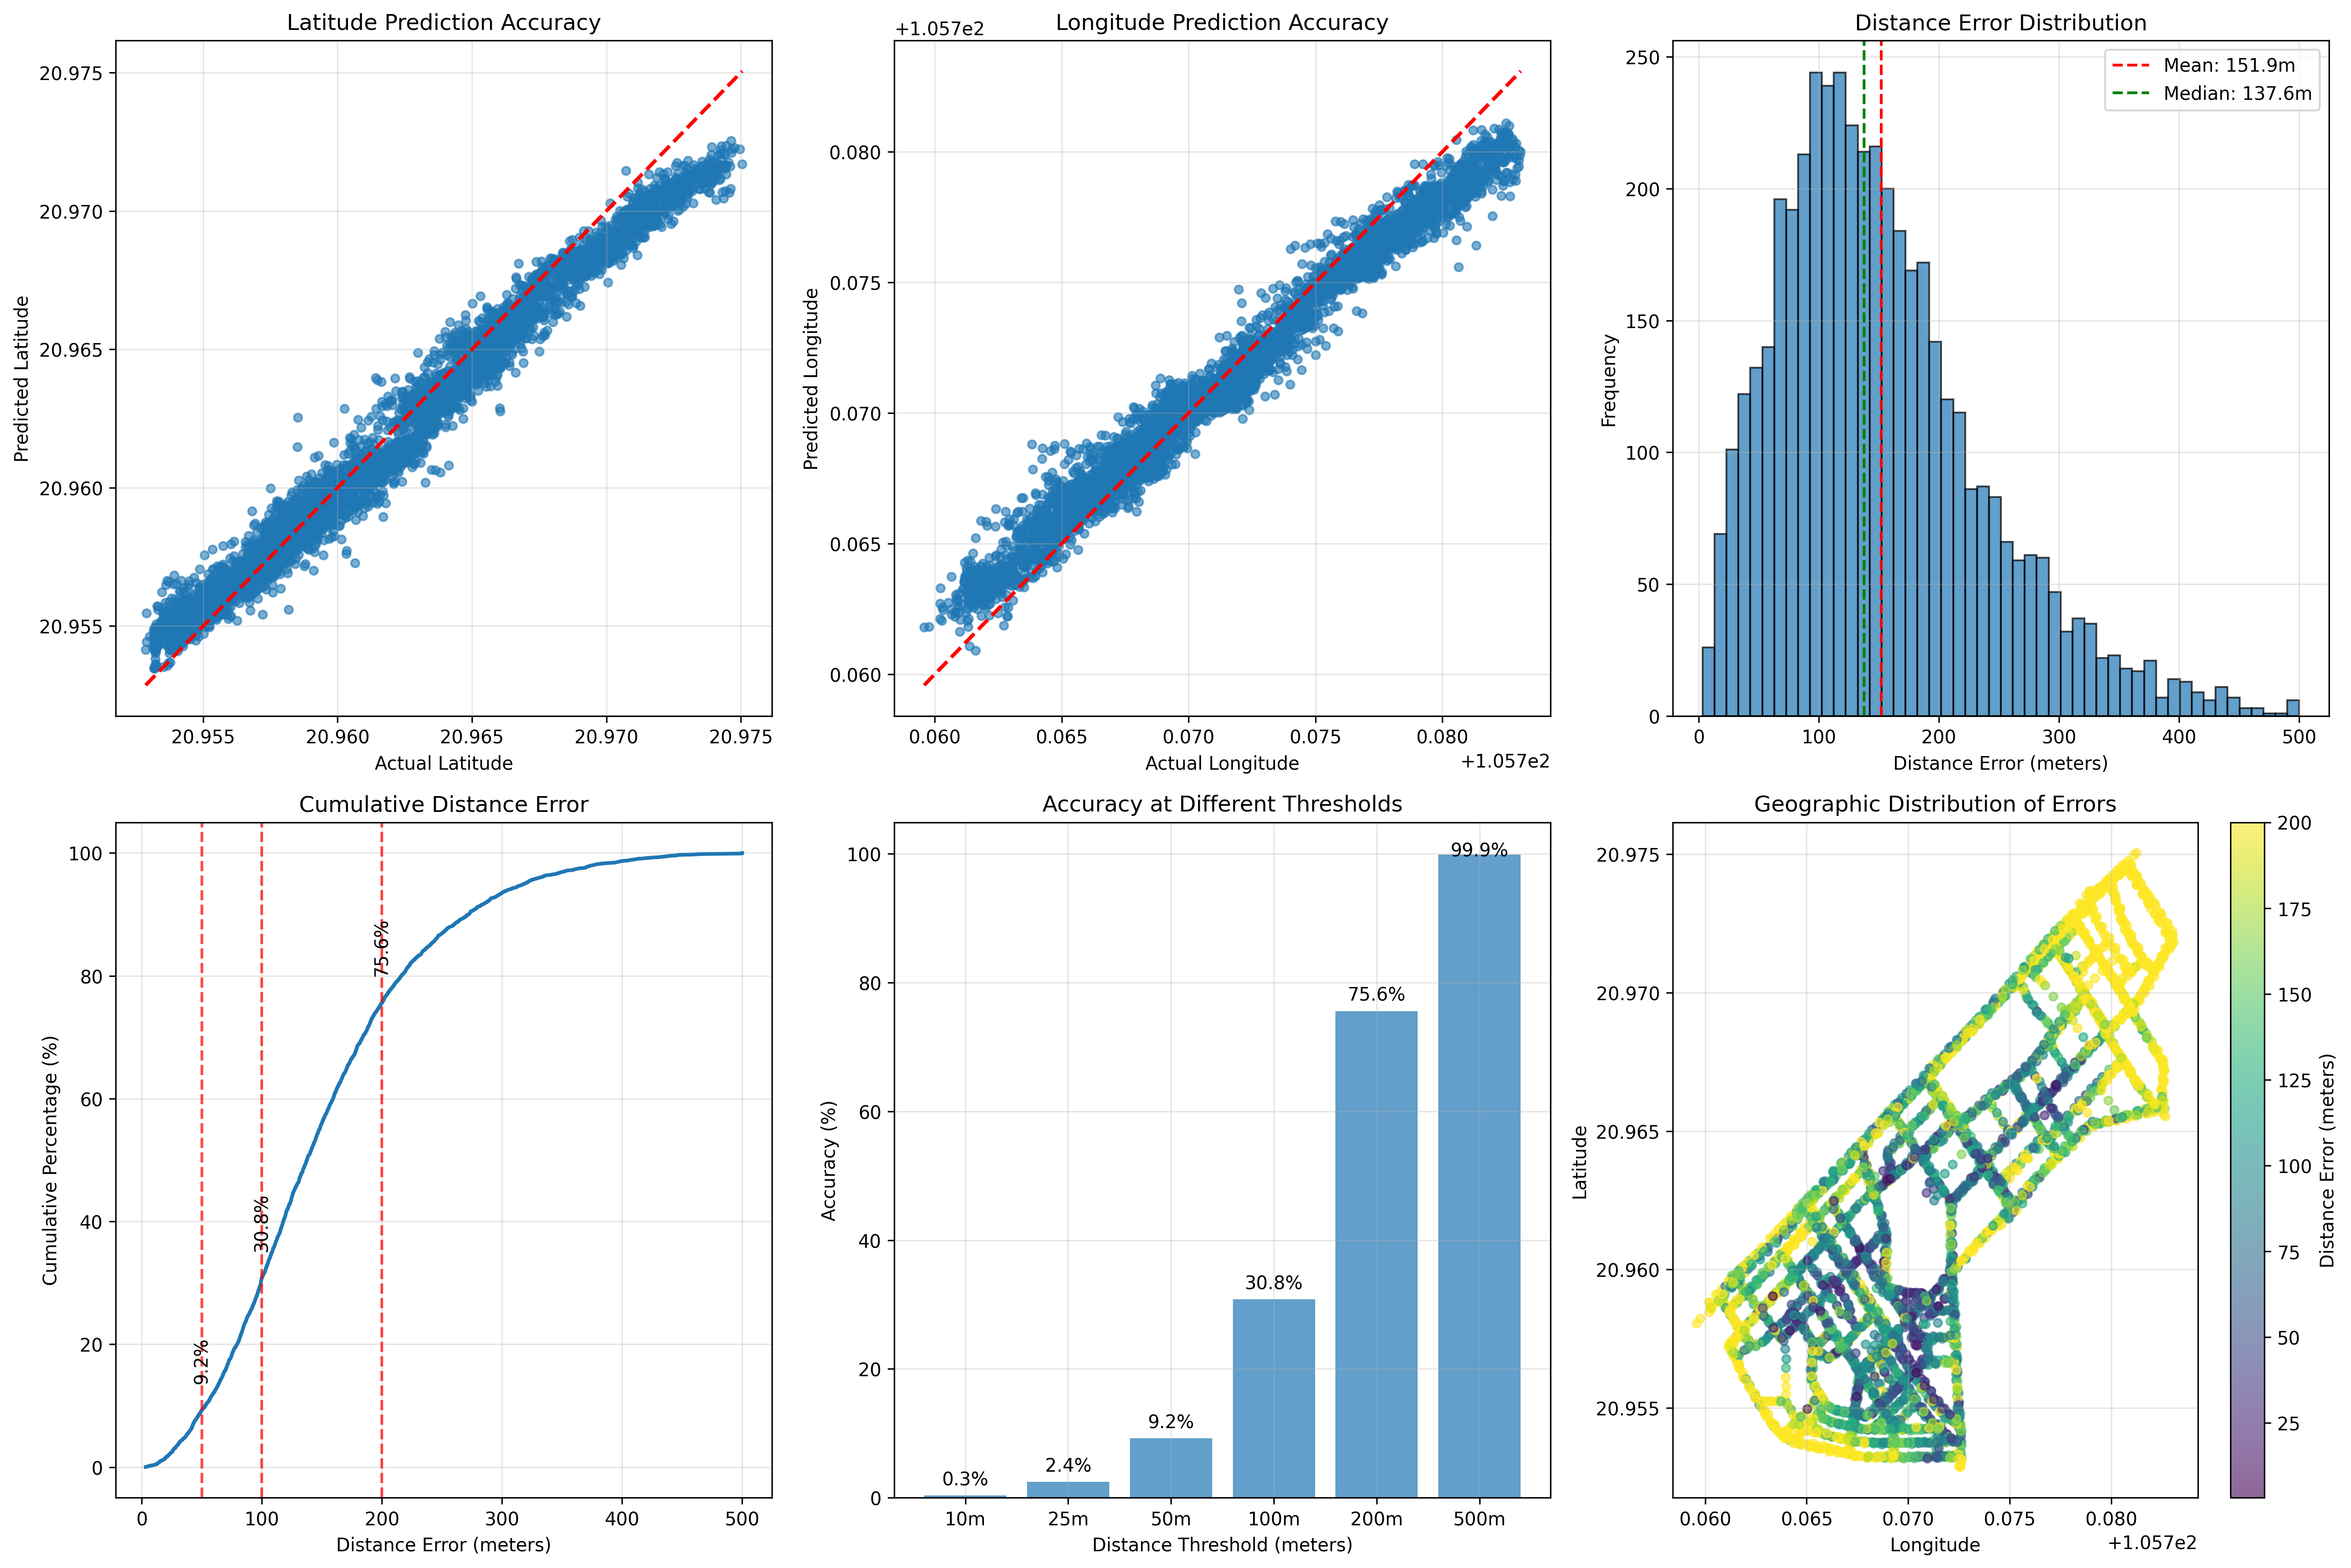 Latitude Prediction Accuracy
20.975
20.970
20.965
20.960
20.955
Predicted Latitude
20.955 20.960 20.965 20.970 20.975
Actual Latitude
Longitude Prediction Accuracy
+1.057e2
0.080
0.075
0.070
0.065
0.060
Predicted Longitude
0.060 0.065 0.070 0.075 0.080
Actual Longitude
+1.057e2
Distance Error Distribution
Mean: 151.9m
Median: 137.6m
250
200
150
100
50
0
Frequency
0 100 200 300 400 500
Distance Error (meters)
Cumulative Distance Error
100
80
60
40
20
0
Cumulative Percentage (%)
9.2%
30.8%
75.6%
0 100 200 300 400 500
Distance Error (meters)
Accuracy at Different Thresholds
100
80
60
40
20
0
Accuracy (%)
0.3%
2.4%
9.2%
30.8%
75.6%
99.9%
10m 25m 50m 100m 200m 500m
Distance Threshold (meters)
Geographic Distribution of Errors
20.975
20.970
20.965
20.960
20.955
Latitude
0.060 0.065 0.070 0.075 0.080
Longitude
+1.057e2
200
175
150
125
100
75
50
25
Distance Error (meters)